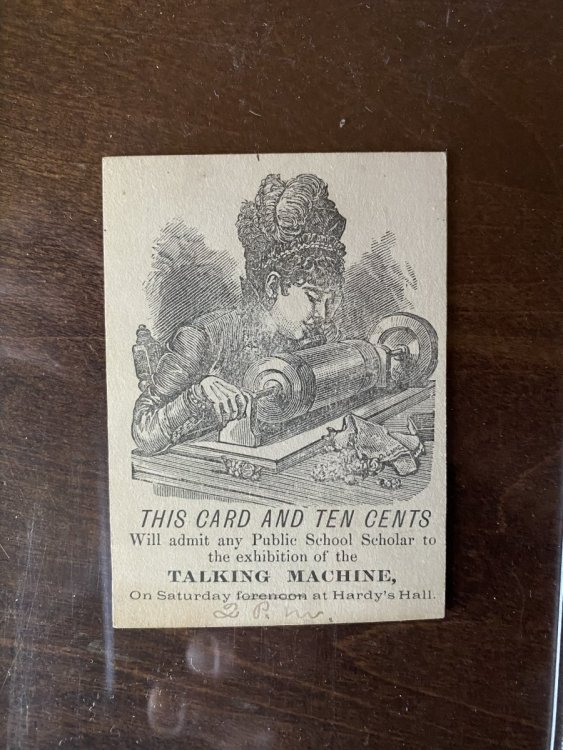 THIS CARD AND TEN CENTS
Will admit any Public School Scholar to
the exhibition of the
TALKING MACHINE,
On Saturday forenoon at Hardy's Hall.
2 P. M.